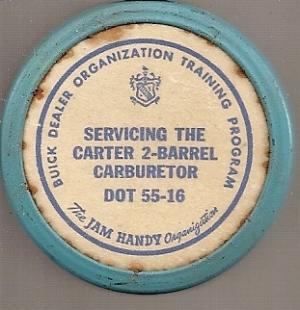 BUICK DEALER ORGANIZATION TRAINING PROGRAM
SERVICING THE
CARTER 2-BARREL
CARBURETOR
DOT 55-16
The JAM HANDY Organization